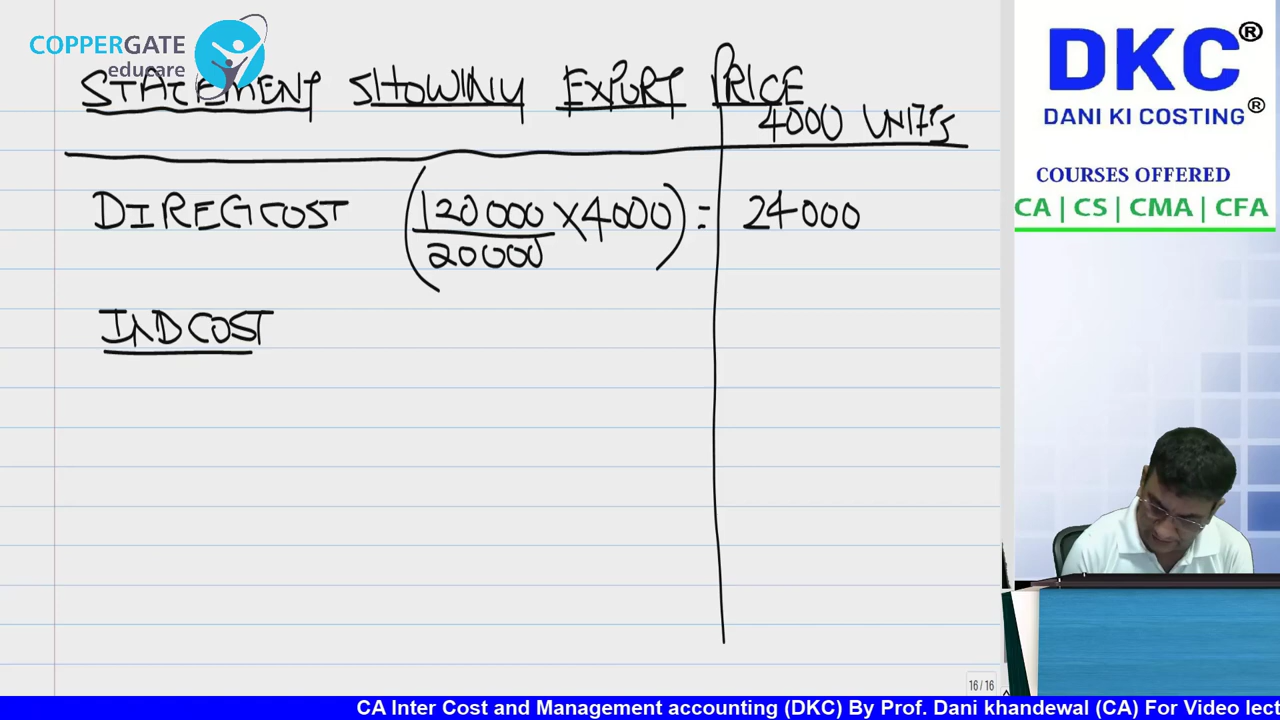 COPPERGATE
educare
STATEMENT SHOWING EXPORT PRICE
4000 UNITS
DIRECT COST (120000/20000 × 4000) = 24000
IND COST
16/16
DKC®
DANI KI COSTING®
COURSES OFFERED
CA | CS | CMA | CFA
CA Inter Cost and Management accounting (DKC) By Prof. Dani khandewal (CA) For Video lect